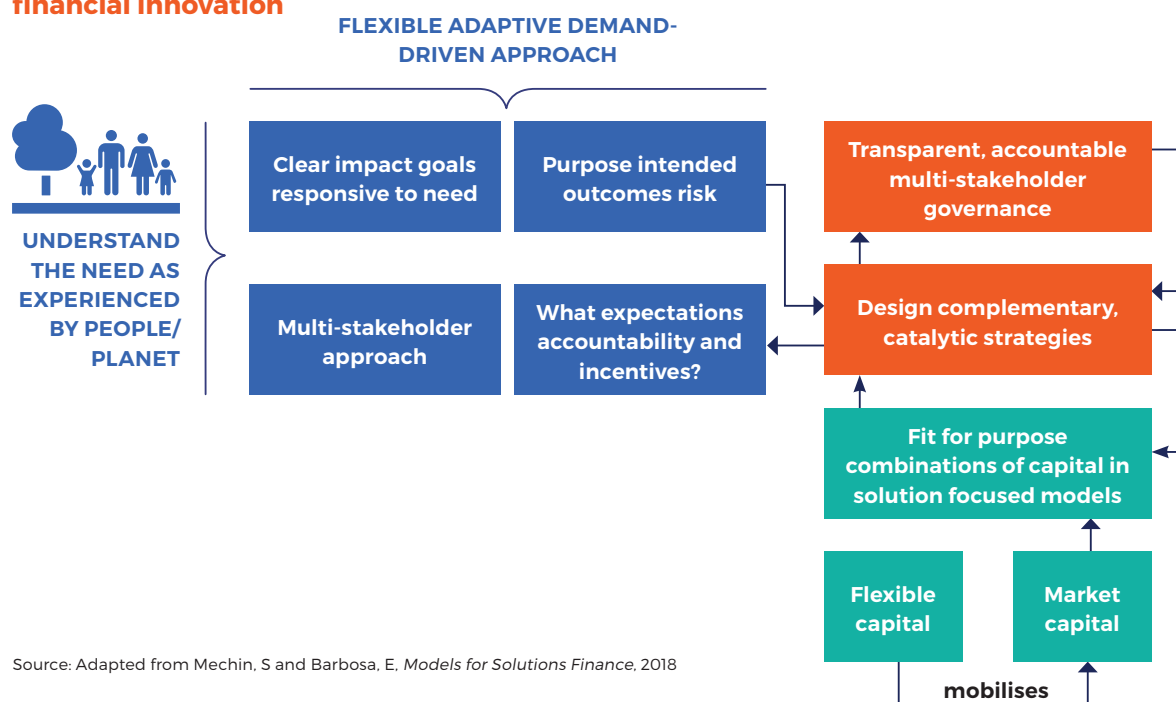 financial innovation
FLEXIBLE ADAPTIVE DEMAND-
DRIVEN APPROACH
UNDERSTAND
THE NEED AS
EXPERIENCED
BY PEOPLE/
PLANET
Clear impact goals
responsive to need
Purpose intended
outcomes risk
Multi-stakeholder
approach
What expectations
accountability and
incentives?
Transparent, accountable
multi-stakeholder
governance
Design complementary,
catalytic strategies
Fit for purpose
combinations of capital in
solution focused models
Flexible
capital
Market
capital
mobilises
Source: Adapted from Mechin, S and Barbosa, E, Models for Solutions Finance, 2018